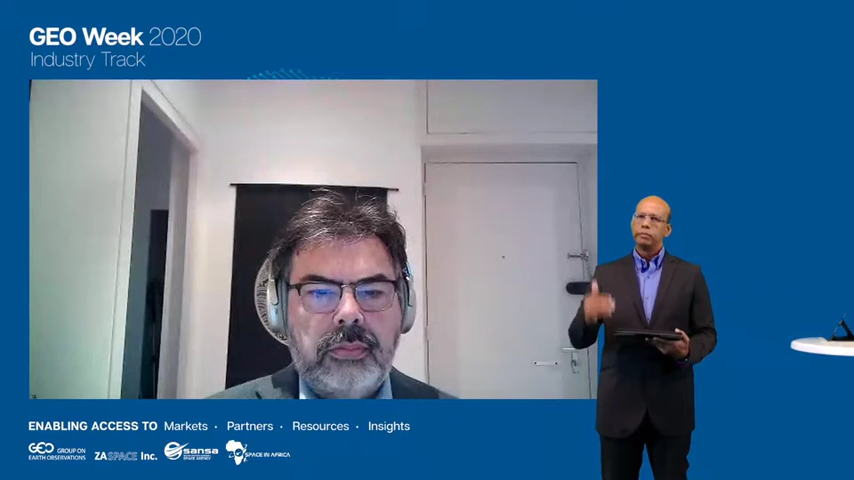 GEO Week 2020
Industry Track
ENABLING ACCESS TO Markets · Partners · Resources · Insights
GEO GROUP ON
EARTH OBSERVATIONS
ZASPACE Inc.
sansa
SPACE IN AFRICA